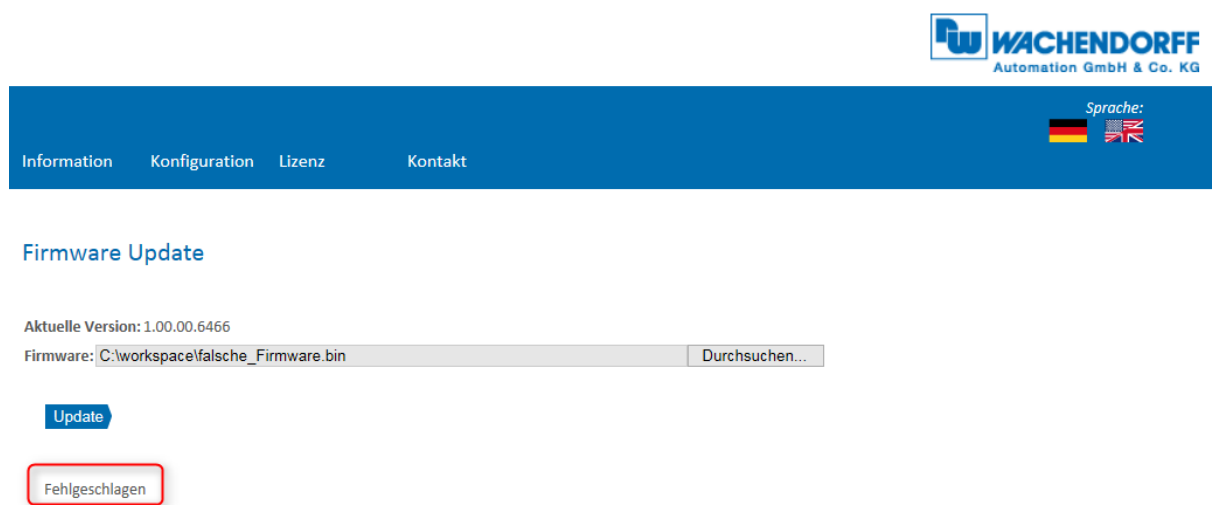 WACHENDORFF
Automation GmbH & Co. KG
Sprache:
Information Konfiguration Lizenz Kontakt
Firmware Update
Aktuelle Version: 1.00.00.6466
Firmware: C:\workspace\falsche_Firmware.bin Durchsuchen...
Update
Fehlgeschlagen